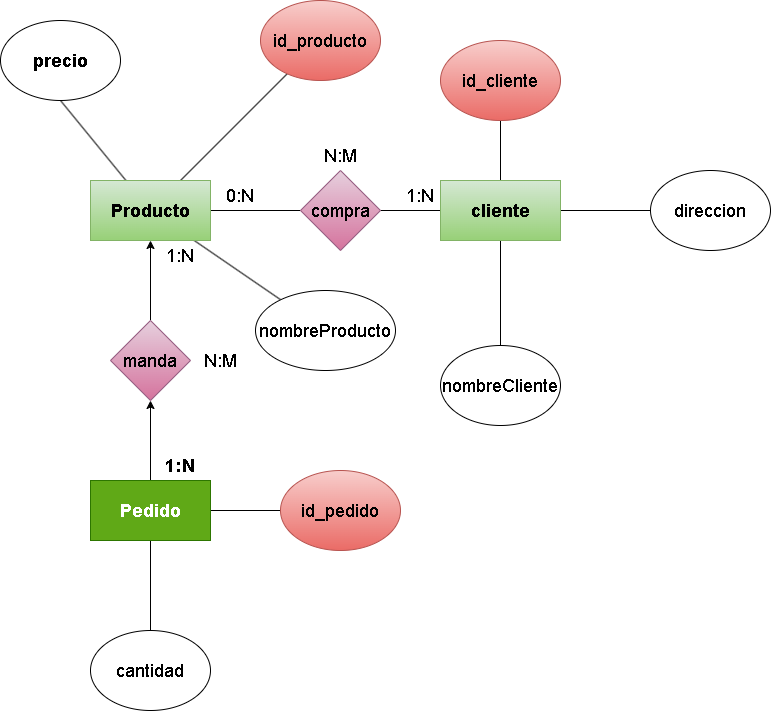 id_producto
precio
id_cliente
N:M
0:N
1:N
Producto
compra
cliente
direccion
1:N
nombreProducto
manda
N:M
nombreCliente
1:N
Pedido
id_pedido
cantidad